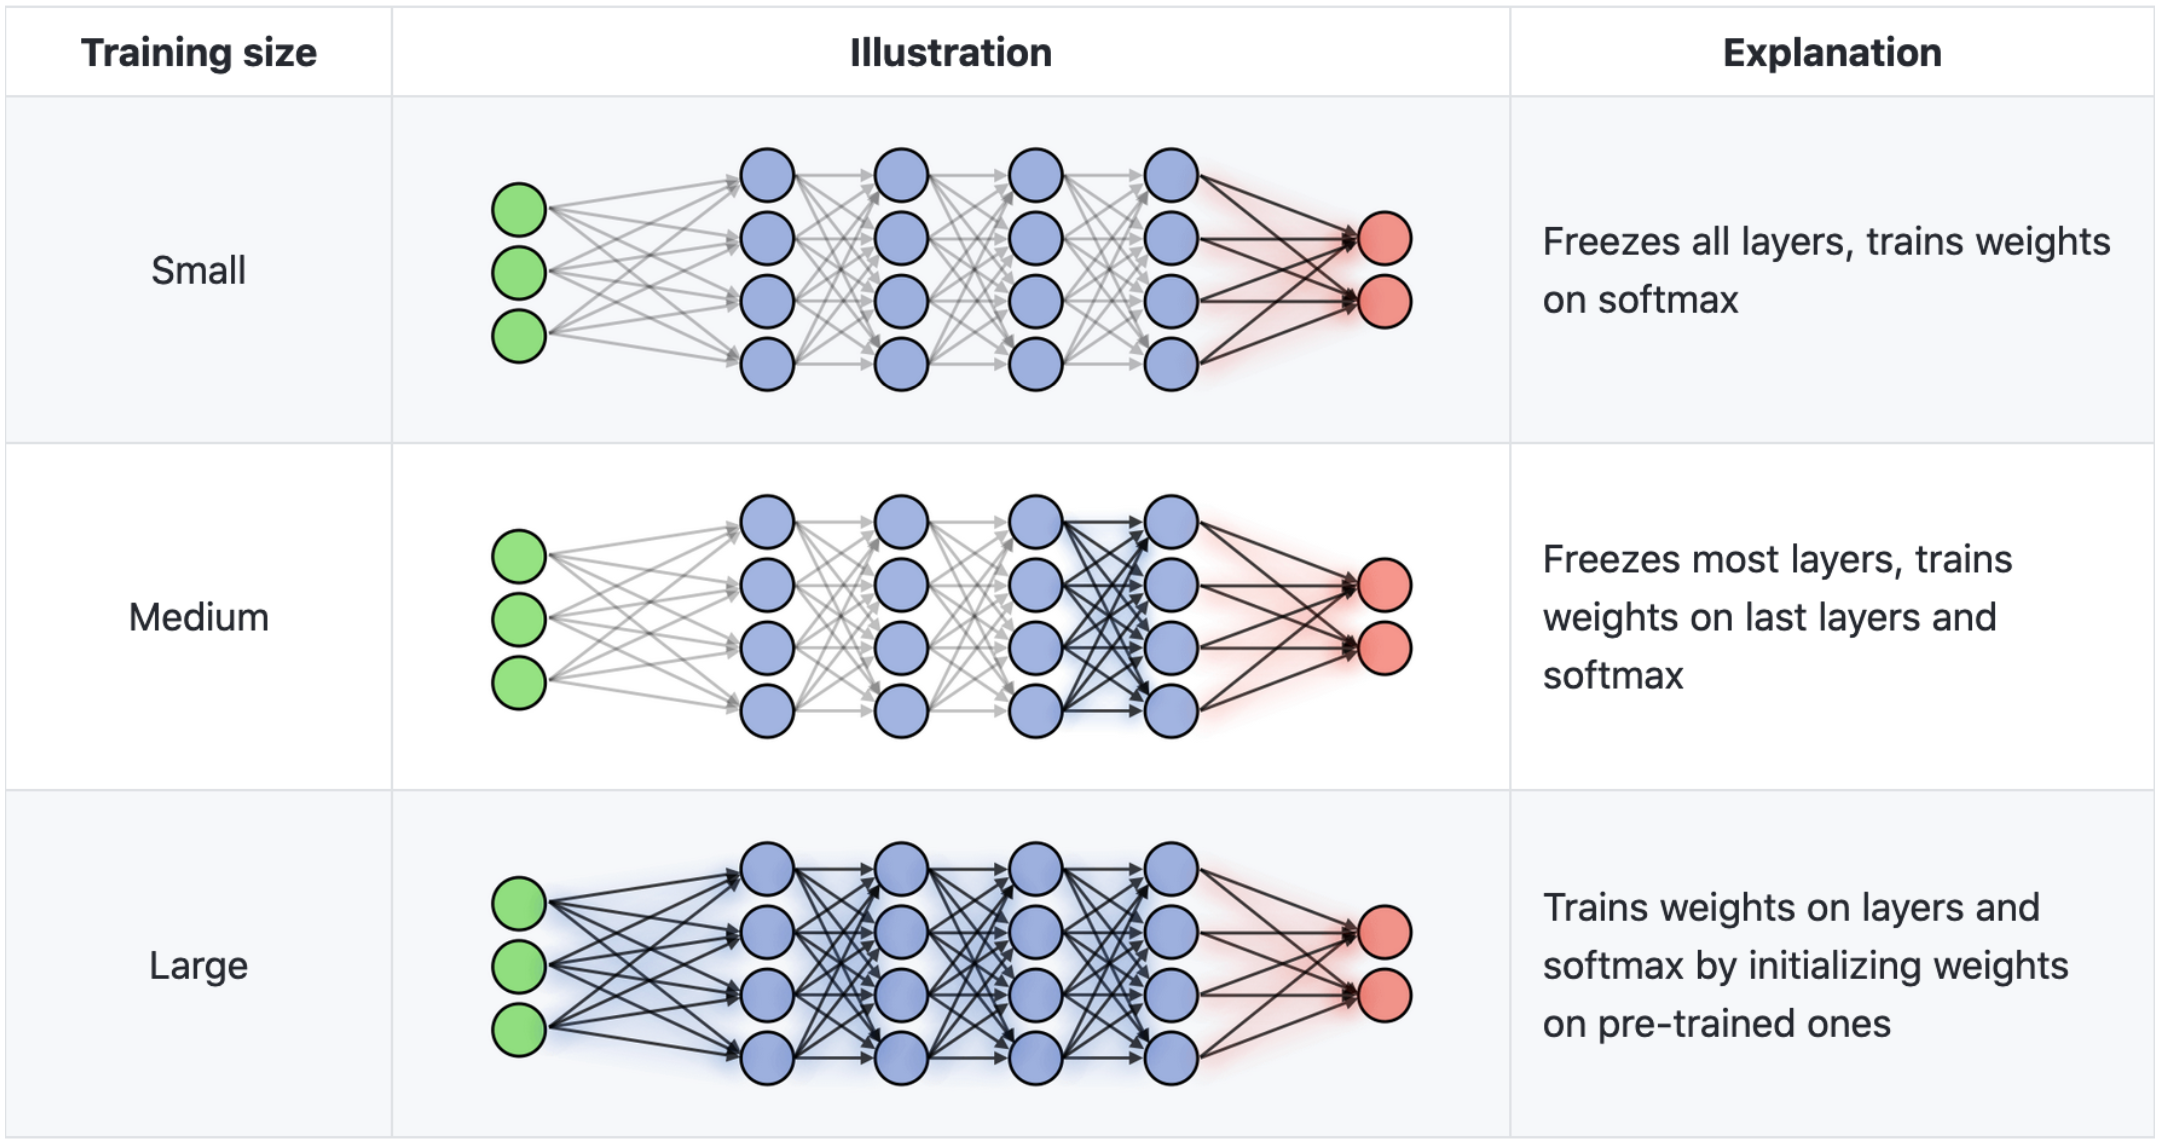 Training size
Illustration
Explanation
Small
Freezes all layers, trains weights
on softmax
Medium
Freezes most layers, trains
weights on last layers and
softmax
Large
Trains weights on layers and
softmax by initializing weights
on pre-trained ones